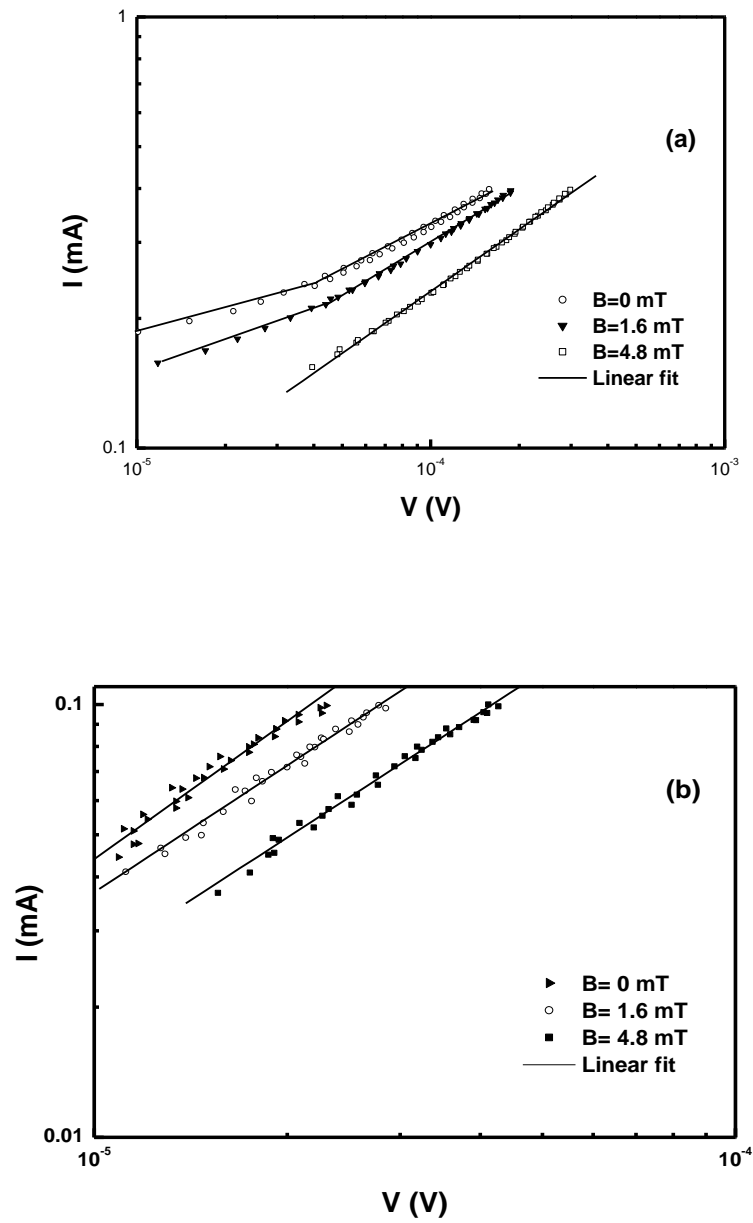 1
(a)
I (mA)
B=0 mT
B=1.6 mT
B=4.8 mT
Linear fit
0.1
10-5
10-4
10-3
V (V)
0.1
(b)
I (mA)
B= 0 mT
B= 1.6 mT
B= 4.8 mT
Linear fit
0.01
10-5
10-4
V (V)